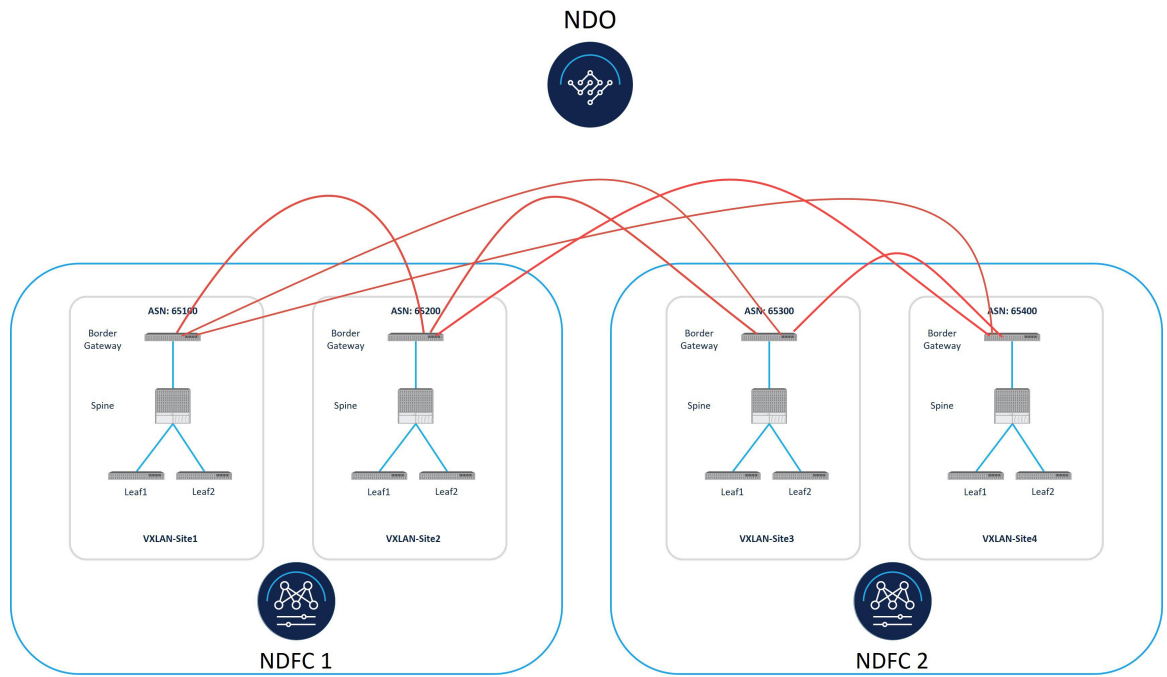 NDO
ASN: 65100
ASN: 65200
ASN: 65300
ASN: 65400
Border
Gateway
Border
Gateway
Border
Gateway
Border
Gateway
Spine
Spine
Spine
Spine
Leaf1
Leaf2
Leaf1
Leaf2
Leaf1
Leaf2
Leaf1
Leaf2
VXLAN-Site1
VXLAN-Site2
VXLAN-Site3
VXLAN-Site4
NDFC 1
NDFC 2